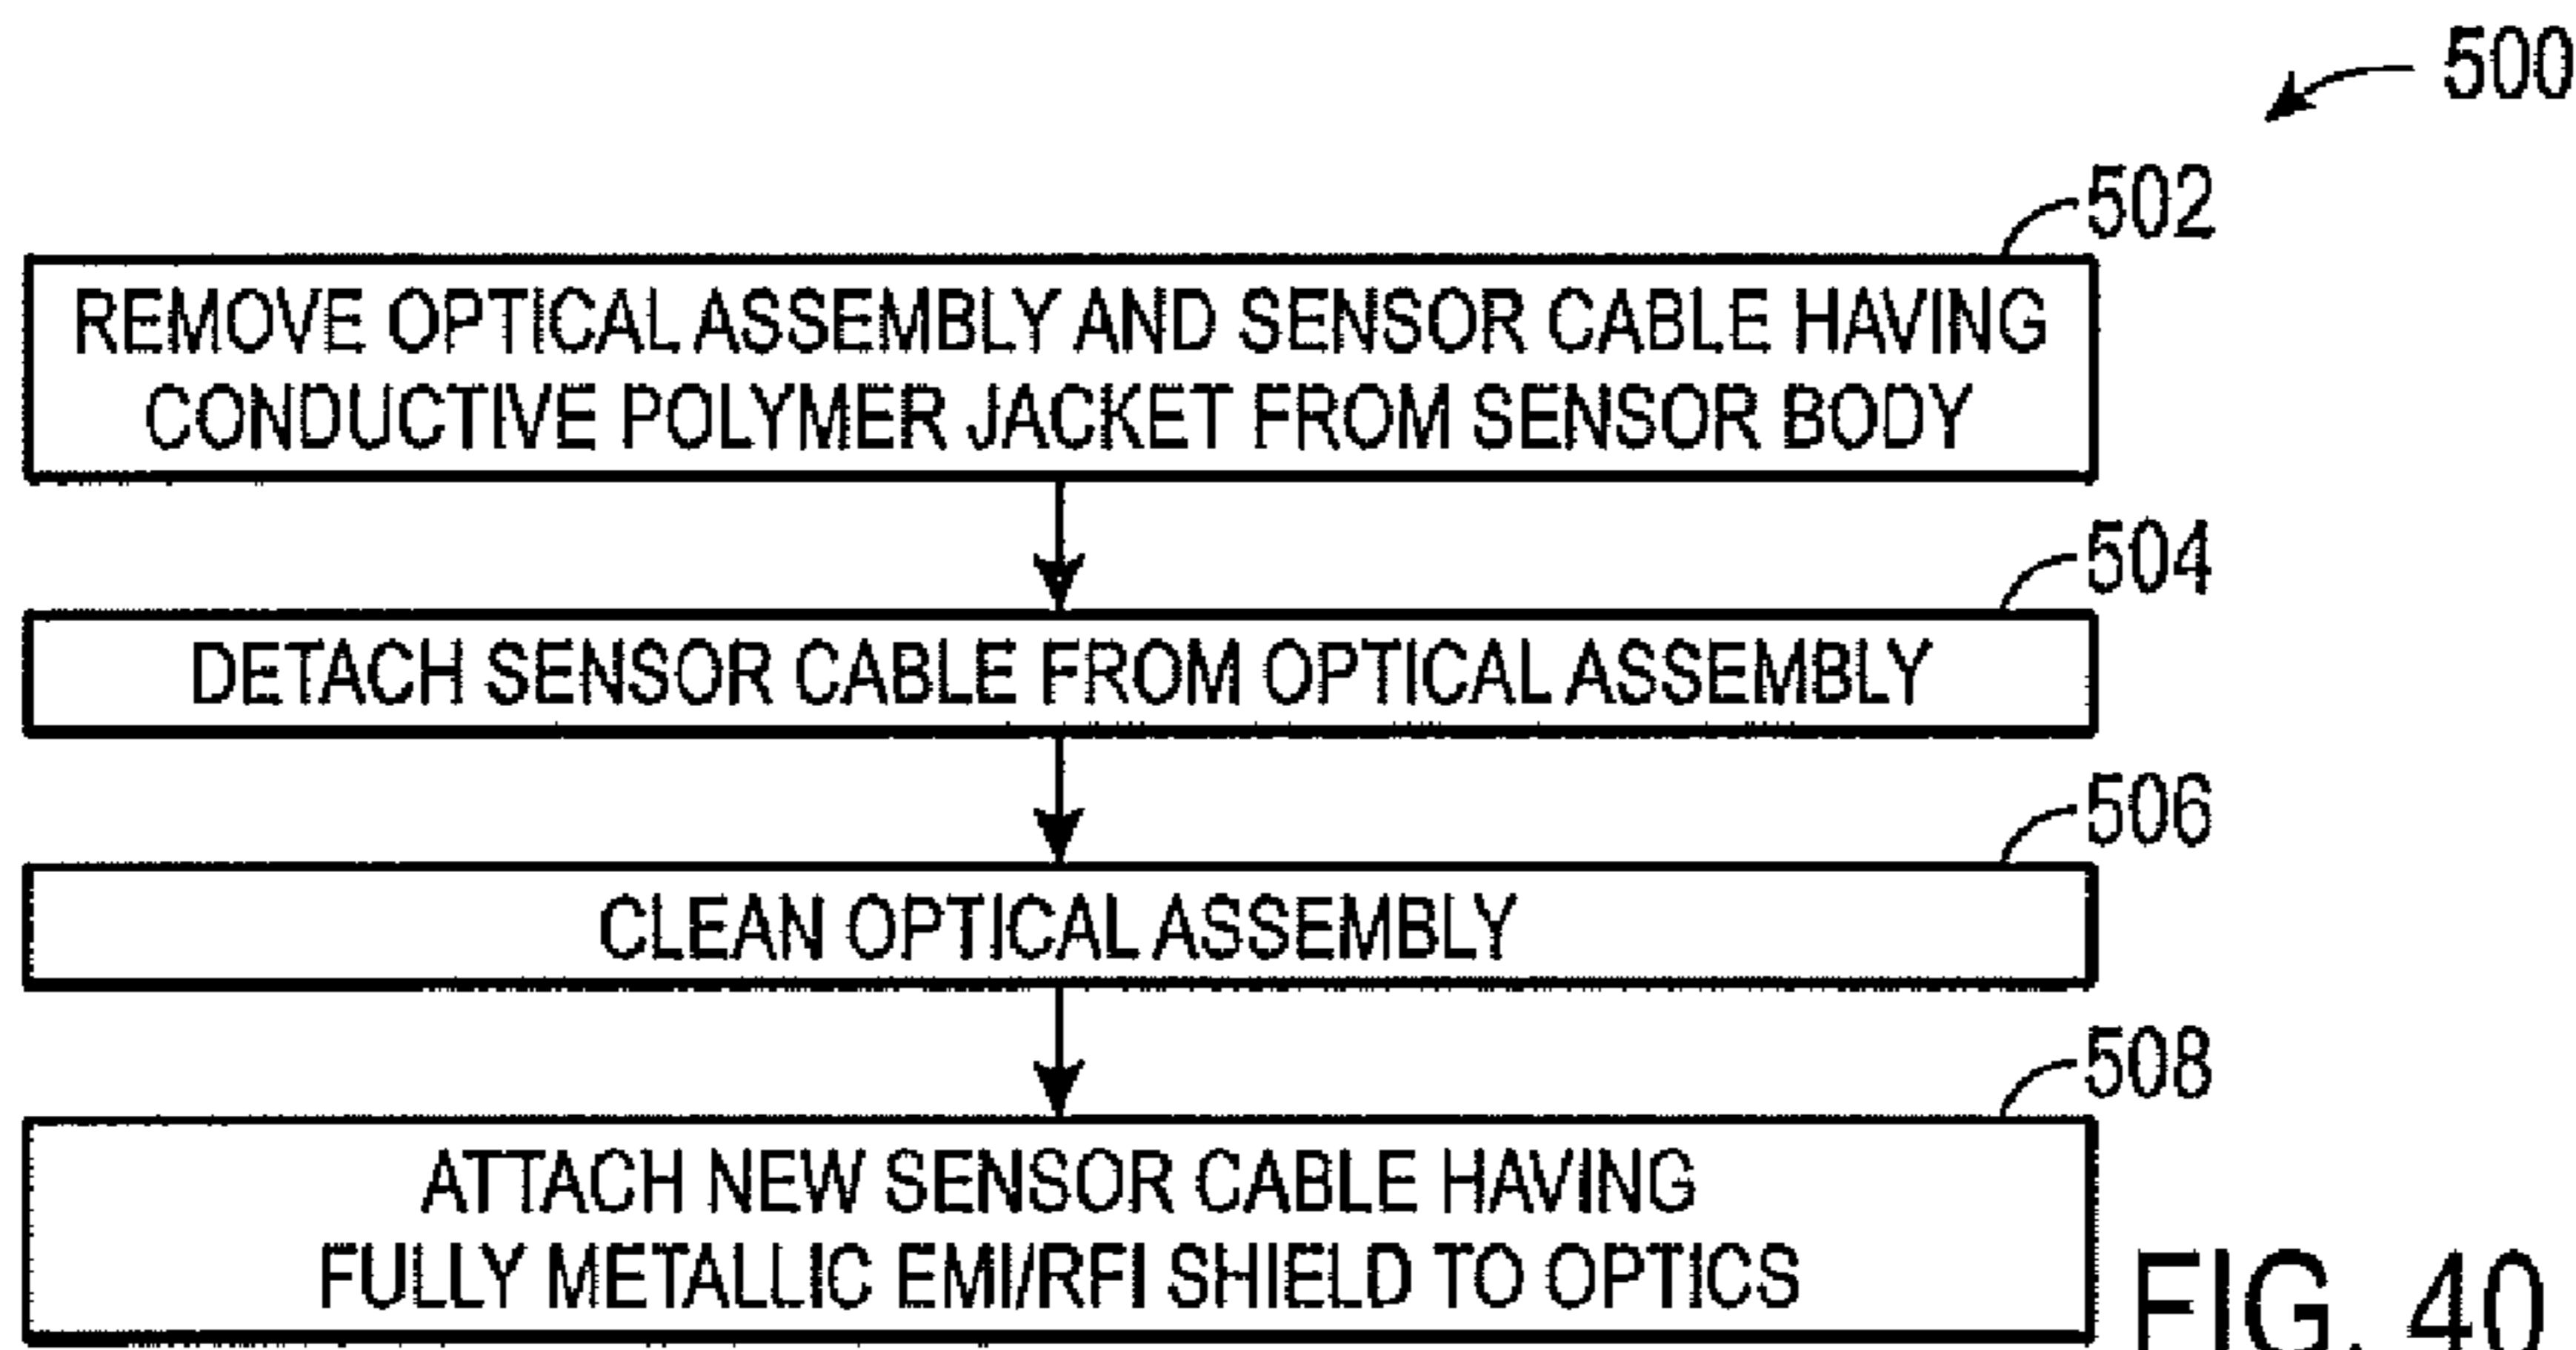 500
502
REMOVE OPTICAL ASSEMBLY AND SENSOR CABLE HAVING
CONDUCTIVE POLYMER JACKET FROM SENSOR BODY
504
DETACH SENSOR CABLE FROM OPTICAL ASSEMBLY
506
CLEAN OPTICAL ASSEMBLY
508
ATTACH NEW SENSOR CABLE HAVING
FULLY METALLIC EMI/RFI SHIELD TO OPTICS
FIG. 40